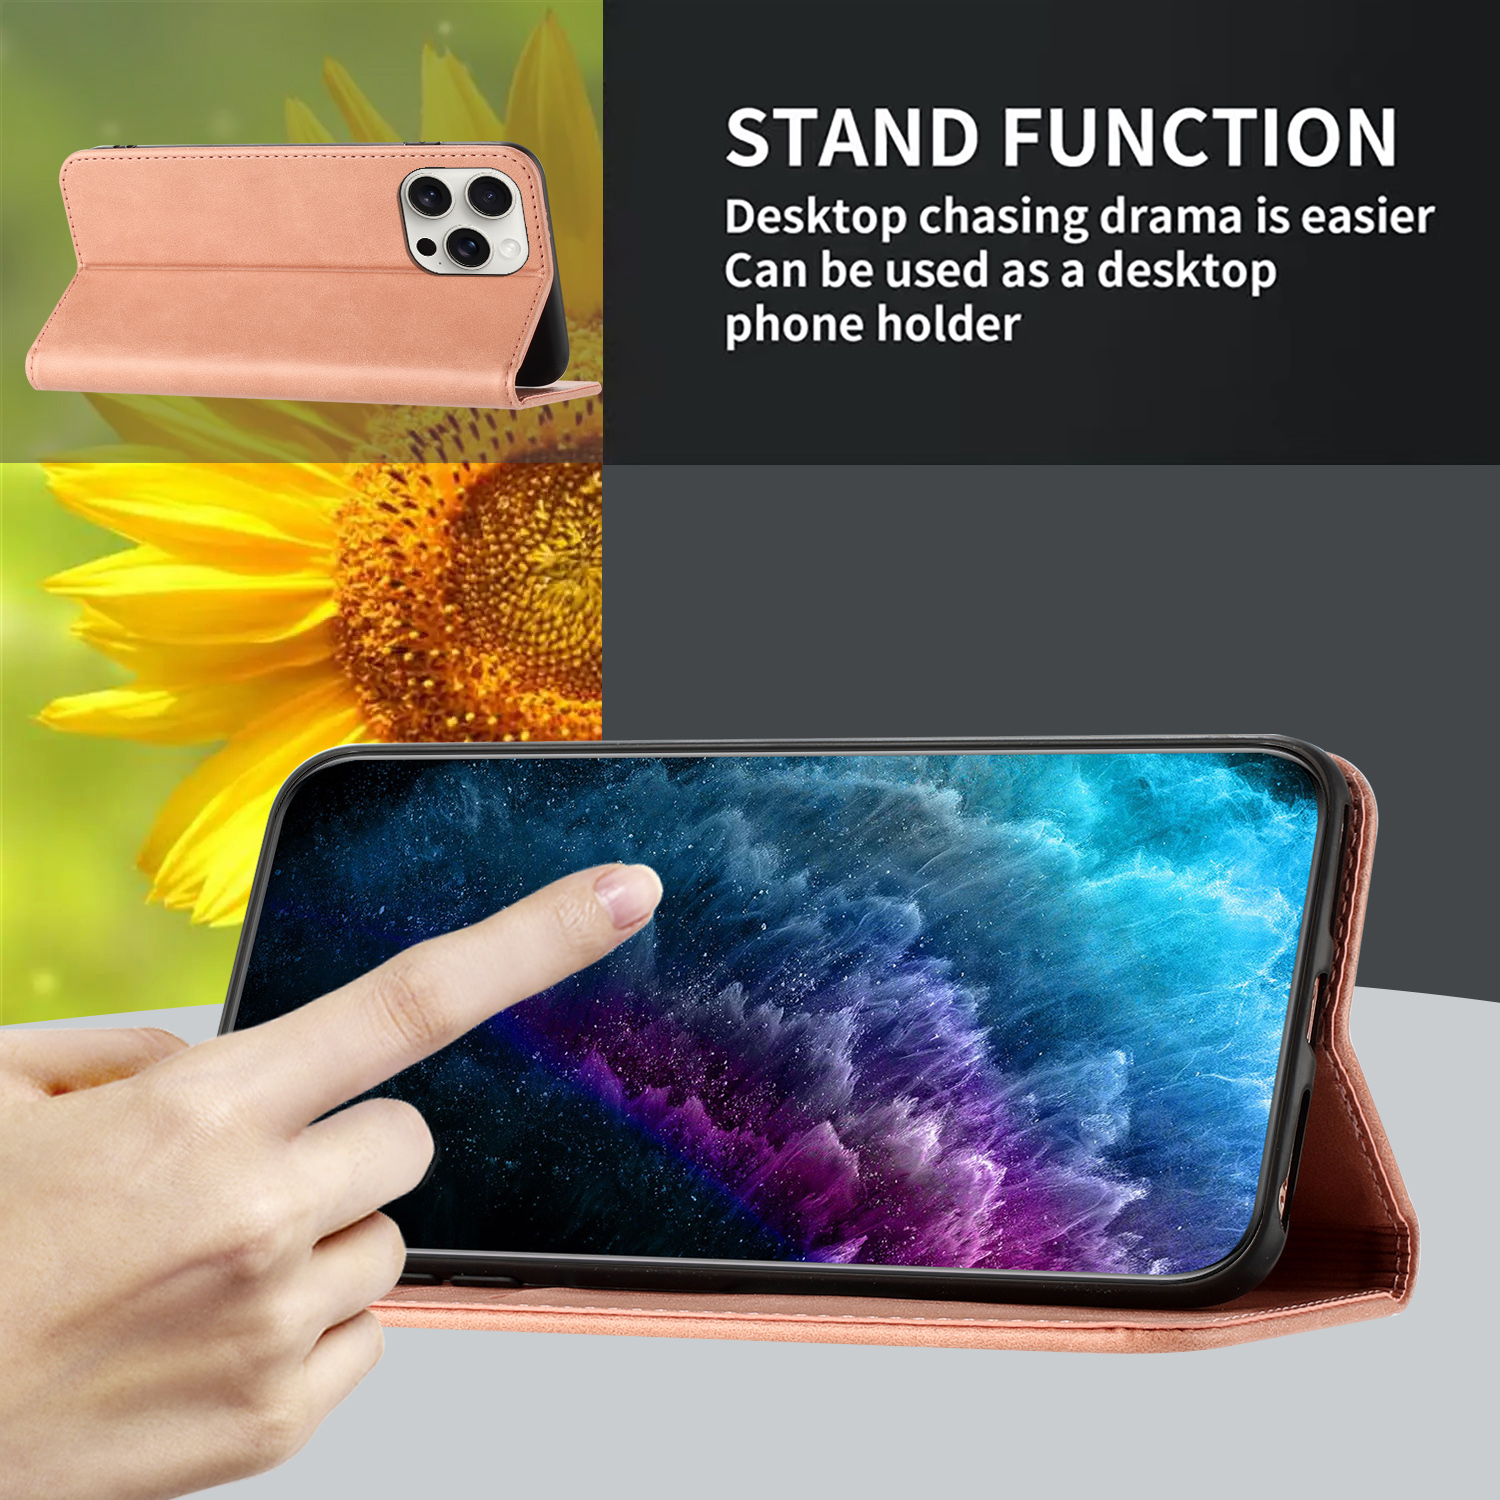 STAND FUNCTION
Desktop chasing drama is easier
Can be used as a desktop
phone holder